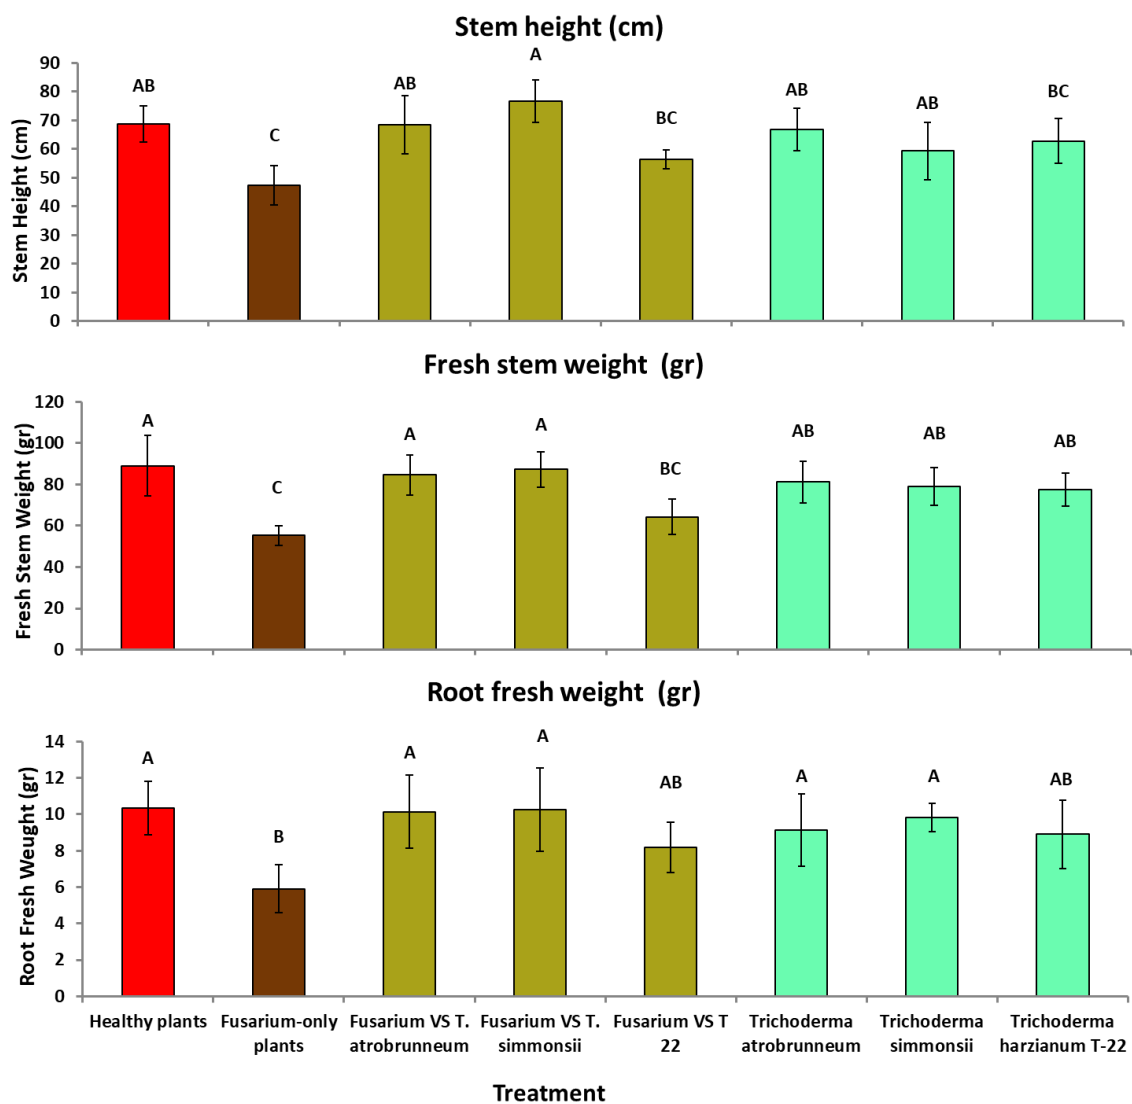 Stem height (cm)
Stem Height (cm)
90
80
70
60
50
40
30
20
10
0
AB
C
AB
A
BC
AB
AB
BC
Fresh stem weight (gr)
Fresh Stem Weight (gr)
120
100
80
60
40
20
0
A
C
A
A
BC
AB
AB
AB
Root fresh weight (gr)
Root Fresh Weught (gr)
14
12
10
8
6
4
2
0
A
B
A
A
AB
A
A
AB
Healthy plants
Fusarium-only
plants
Fusarium VS T.
atrobrunneum
Fusarium VS T.
simmonsii
Fusarium VS T
22
Trichoderma
atrobrunneum
Trichoderma
simmonsii
Trichoderma
harzianum T-22
Treatment